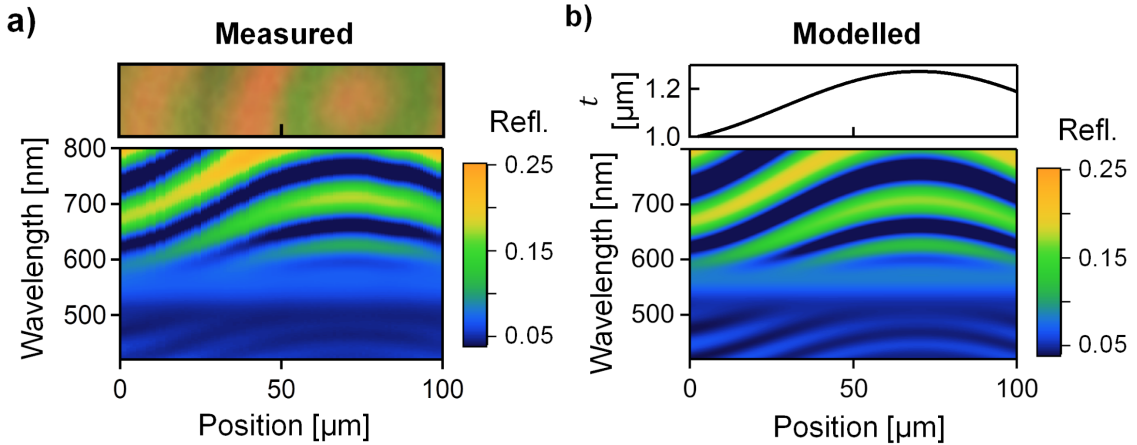 a)
Measured
Refl.
0.25
0.15
0.05
800
700
600
500
Wavelength [nm]
0
50
100
Position [µm]
b)
Modelled
t
[µm]
1.2
1.0
Refl.
0.25
0.15
0.05
700
600
500
Wavelength [nm]
0
50
100
Position [µm]